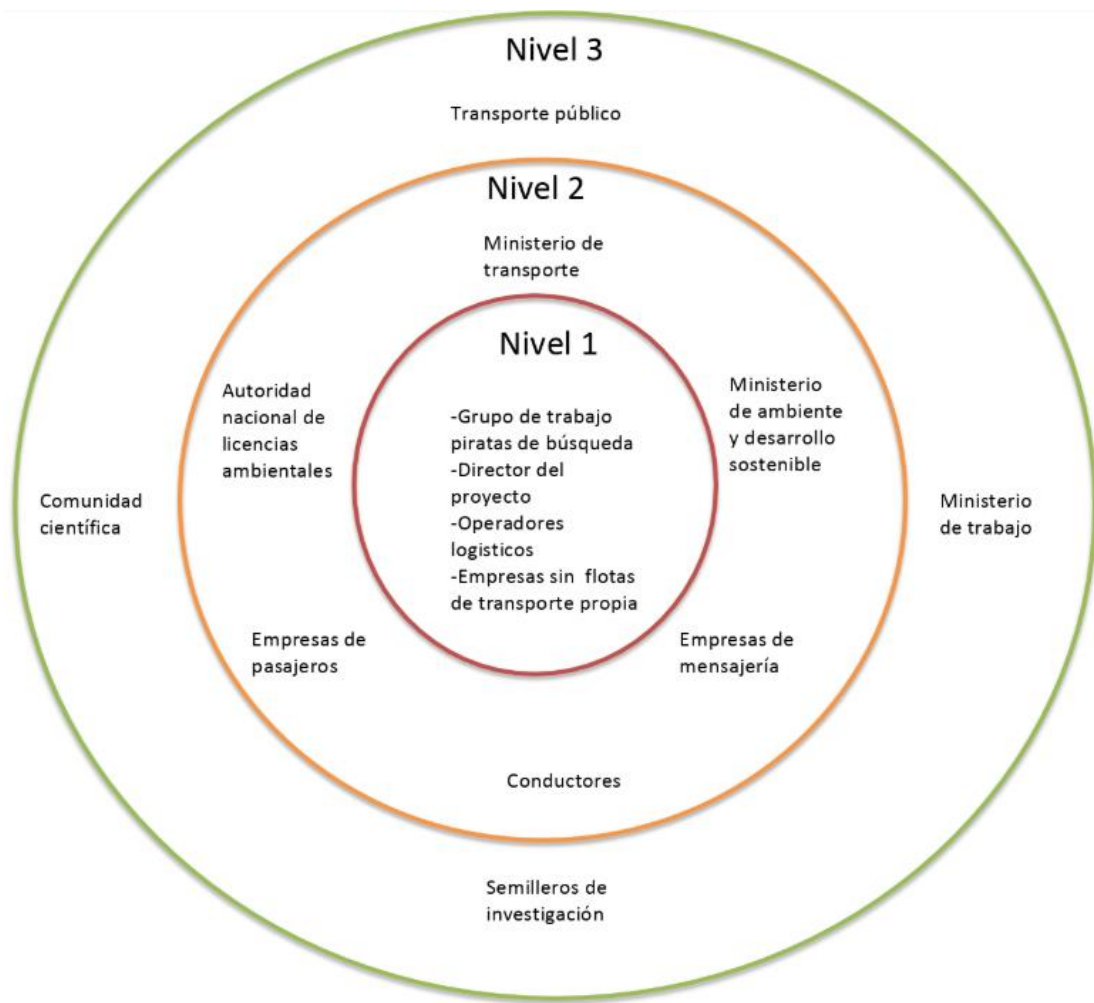 Nivel 3
Transporte público
Nivel 2
Ministerio de
transporte
Nivel 1
Autoridad
nacional de
licencias
ambientales
-Grupo de trabajo
piratas de búsqueda
-Director del
proyecto
-Operadores
logisticos
-Empresas sin flotas
de transporte propia
Ministerio
de ambiente
y desarrollo
sostenible
Comunidad
científica
Ministerio
de trabajo
Empresas de
pasajeros
Empresas de
mensajería
Conductores
Semilleros de
investigación